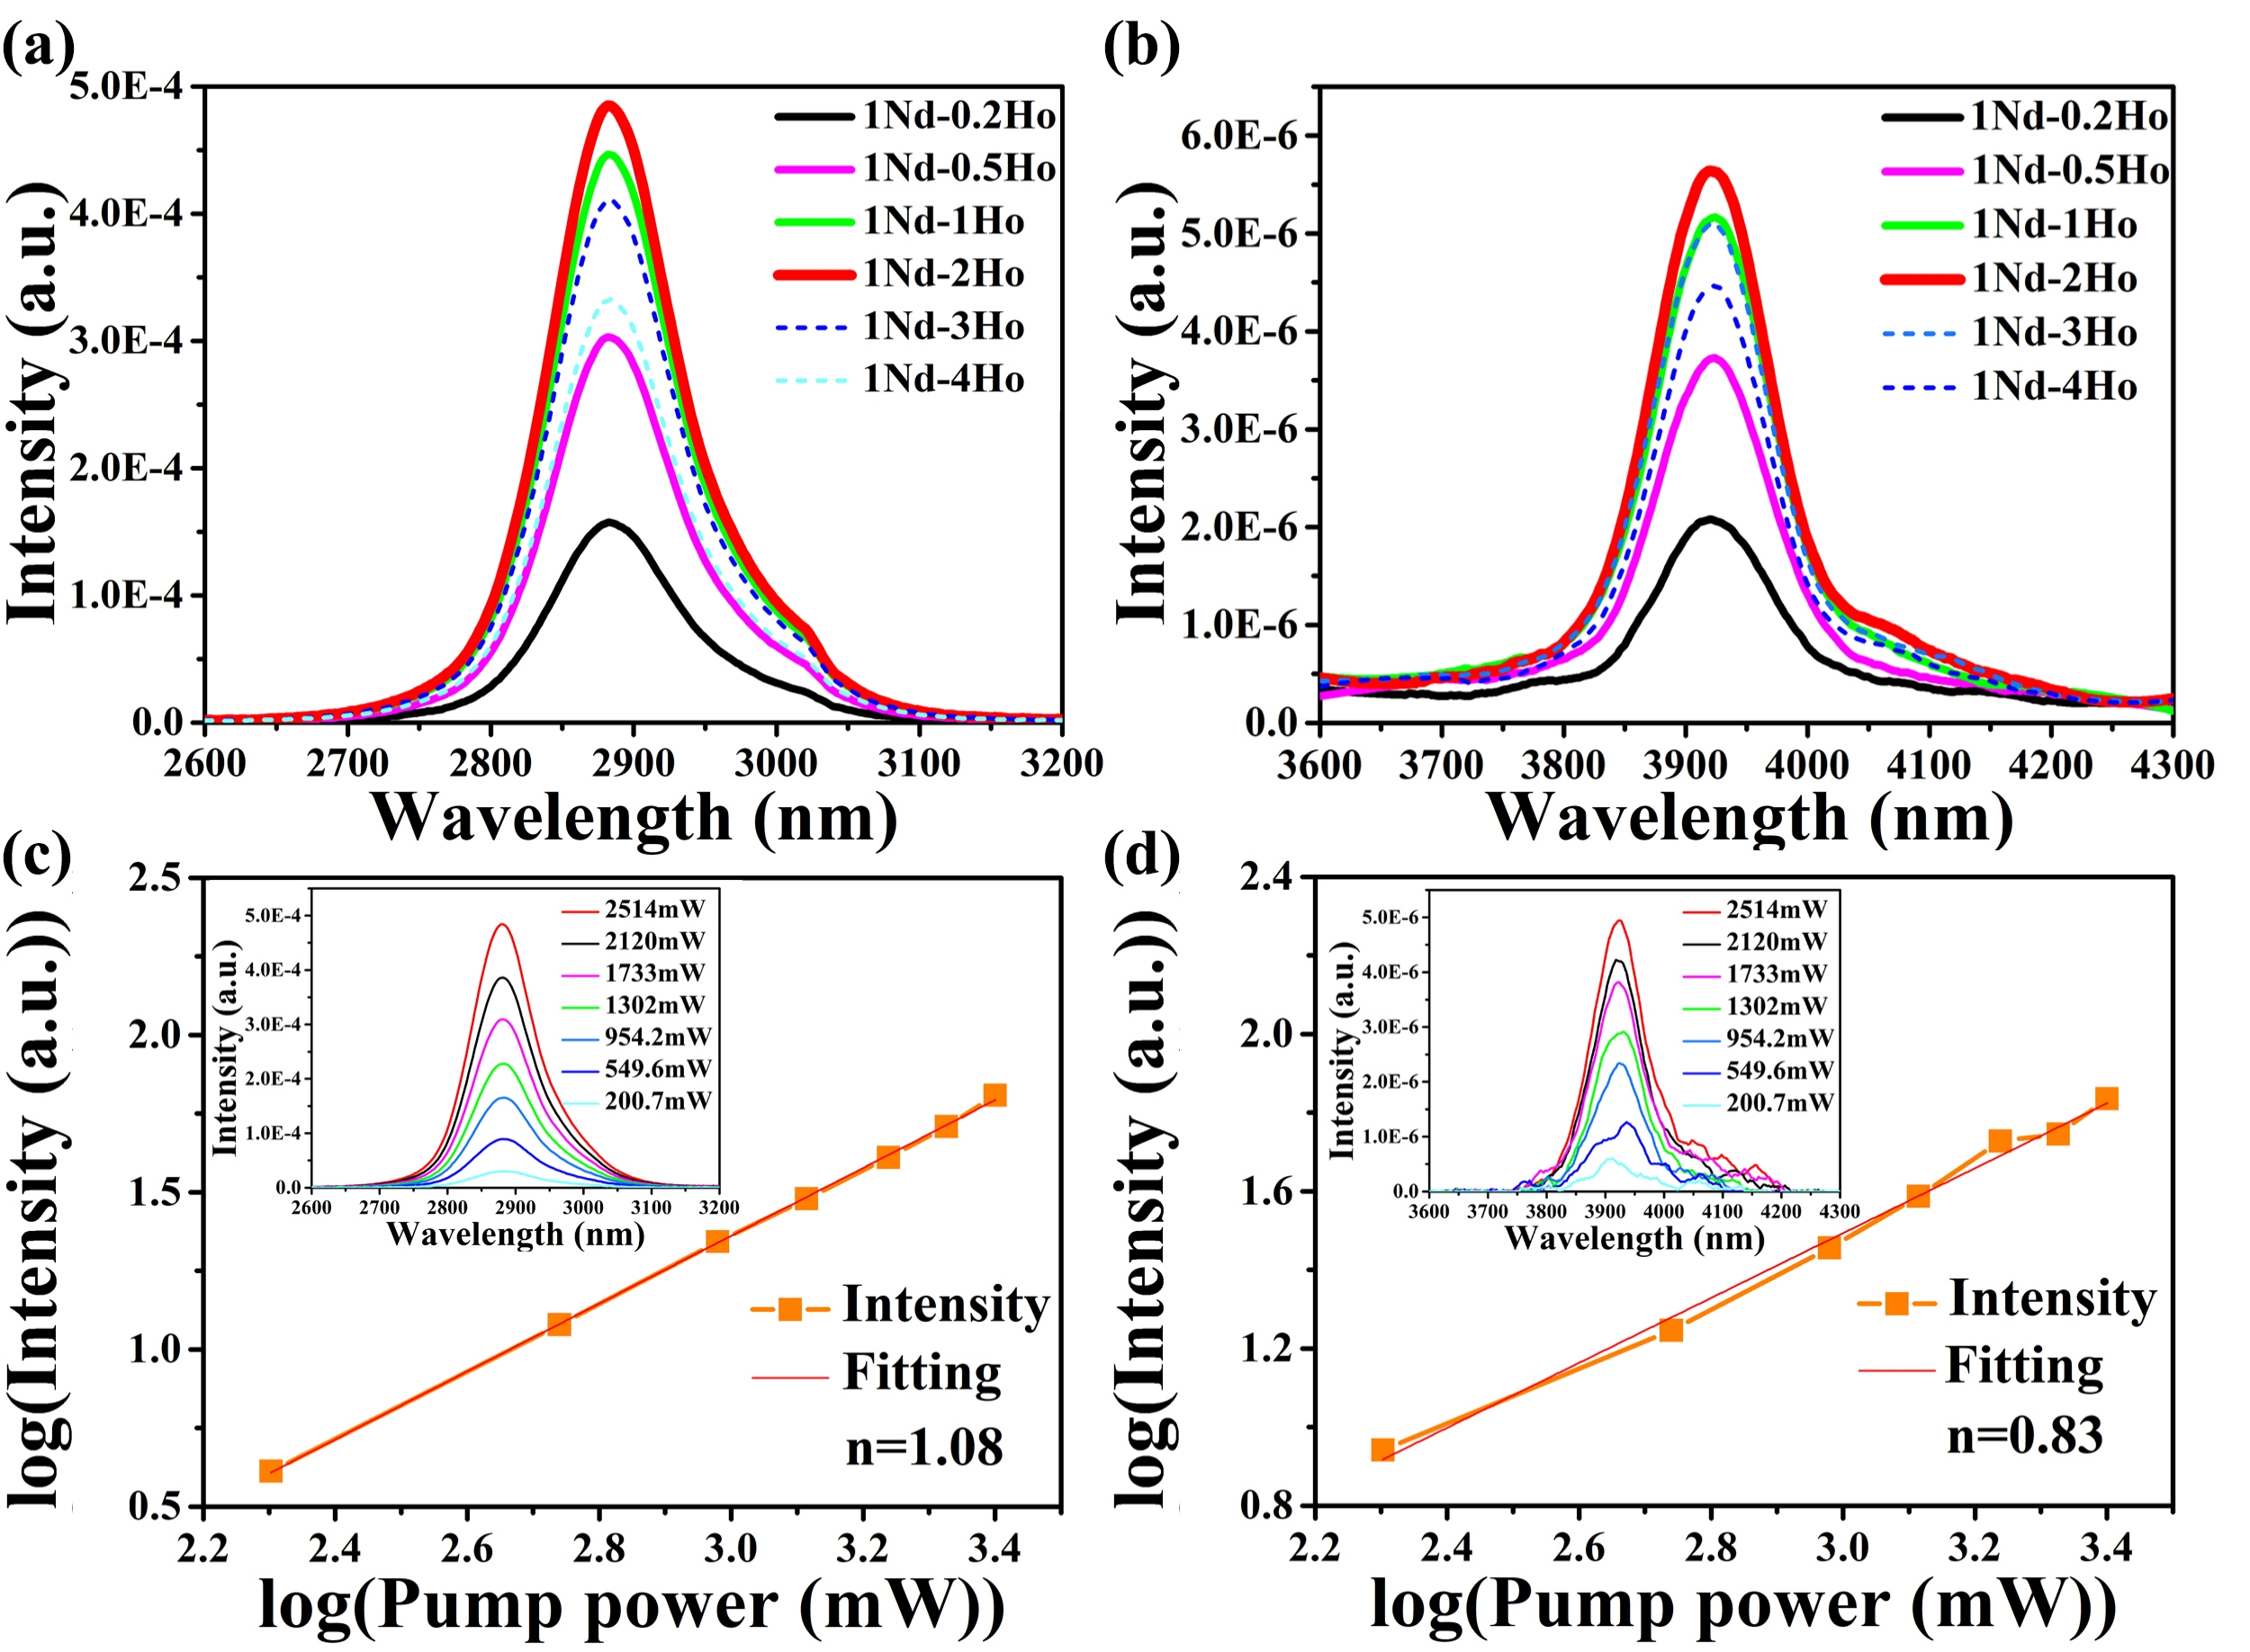 (a)
5.0E-4
4.0E-4
3.0E-4
2.0E-4
1.0E-4
0.0
Intensity (a.u.)
1Nd-0.2Ho
1Nd-0.5Ho
1Nd-1Ho
1Nd-2Ho
1Nd-3Ho
1Nd-4Ho
2600 2700 2800 2900 3000 3100 3200
Wavelength (nm)
(b)
6.0E-6
5.0E-6
4.0E-6
3.0E-6
2.0E-6
1.0E-6
0.0
Intensity (a.u.)
1Nd-0.2Ho
1Nd-0.5Ho
1Nd-1Ho
1Nd-2Ho
1Nd-3Ho
1Nd-4Ho
3600 3700 3800 3900 4000 4100 4200 4300
Wavelength (nm)
(c)
2.5
2.0
1.5
1.0
0.5
log(Intensity (a.u.))
5.0E-4
4.0E-4
3.0E-4
2.0E-4
1.0E-4
0.0
Intensity (a.u.)
2514mW
2120mW
1733mW
1302mW
954.2mW
549.6mW
200.7mW
2600 2700 2800 2900 3000 3100 3200
Wavelength (nm)
Intensity
Fitting
n=1.08
2.2 2.4 2.6 2.8 3.0 3.2 3.4
log(Pump power (mW))
(d)
2.4
2.0
1.6
1.2
0.8
log(Intensity (a.u.))
5.0E-6
4.0E-6
3.0E-6
2.0E-6
1.0E-6
0.0
Intensity (a.u.)
2514mW
2120mW
1733mW
1302mW
954.2mW
549.6mW
200.7mW
3600 3700 3800 3900 4000 4100 4200 4300
Wavelength (nm)
Intensity
Fitting
n=0.83
2.2 2.4 2.6 2.8 3.0 3.2 3.4
log(Pump power (mW))